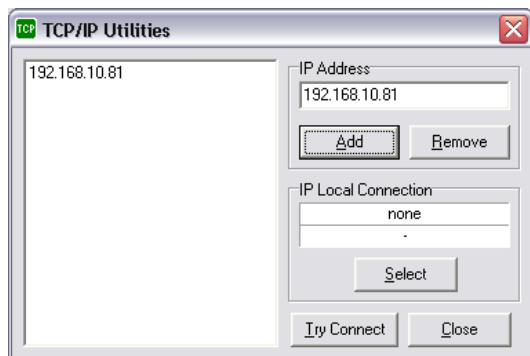 TCP TCP/IP Utilities
192.168.10.81
IP Address
192.168.10.81
Add Remove
IP Local Connection
none
-
Select
Try Connect Close